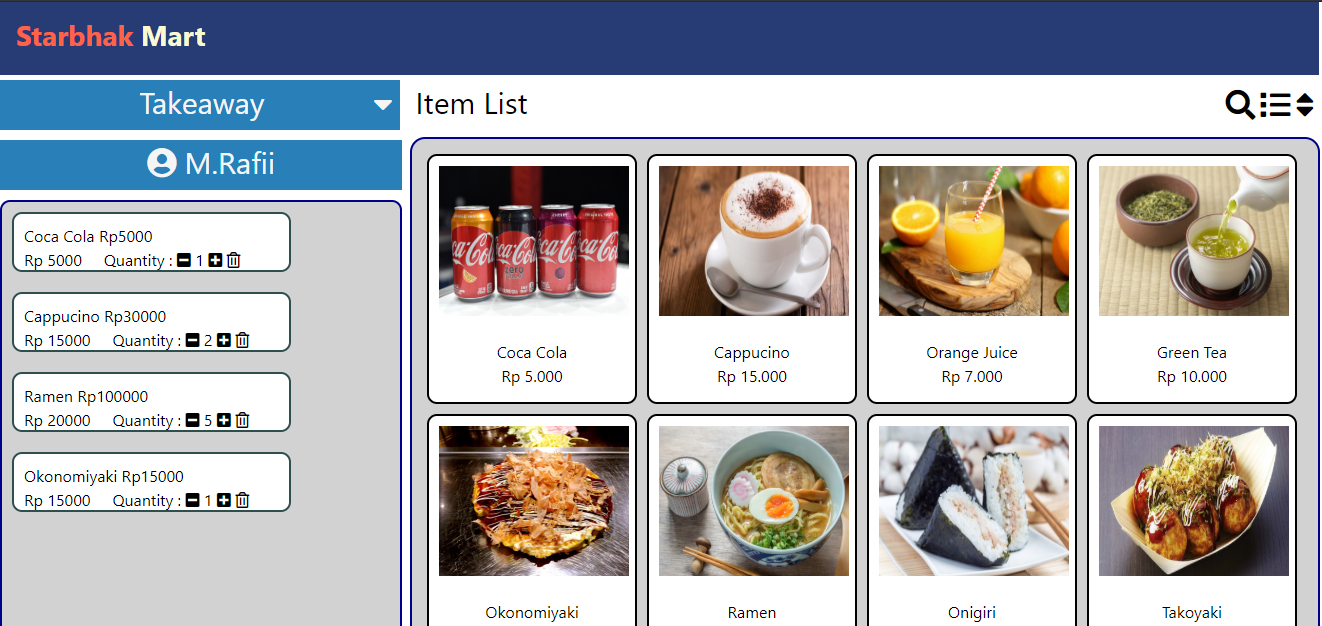 Starbhak Mart
Takeaway
M.Rafii
Coca Cola Rp5000
Rp 5000 Quantity : 1
Cappucino Rp30000
Rp 15000 Quantity : 2
Ramen Rp100000
Rp 20000 Quantity : 5
Okonomiyaki Rp15000
Rp 15000 Quantity : 1
Item List
Coca Cola
Rp 5.000
Cappucino
Rp 15.000
Orange Juice
Rp 7.000
Green Tea
Rp 10.000
Okonomiyaki
Ramen
Onigiri
Takoyaki